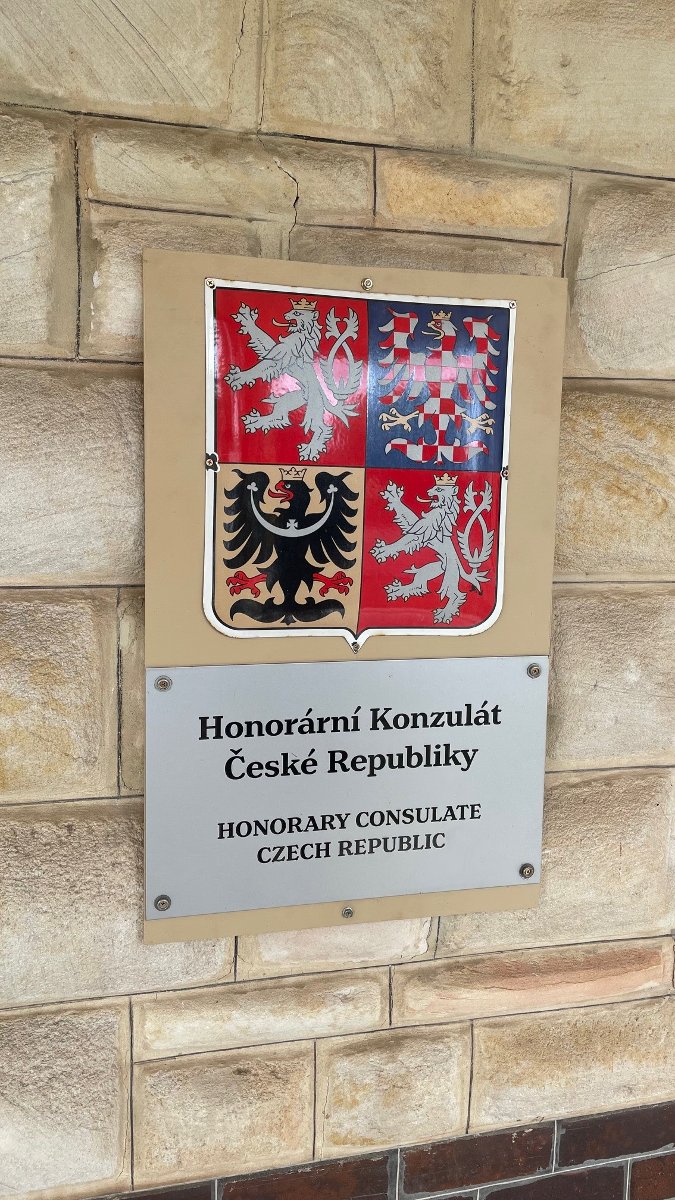 Honorární Konzulát
České Republiky
HONORARY CONSULATE
CZECH REPUBLIC